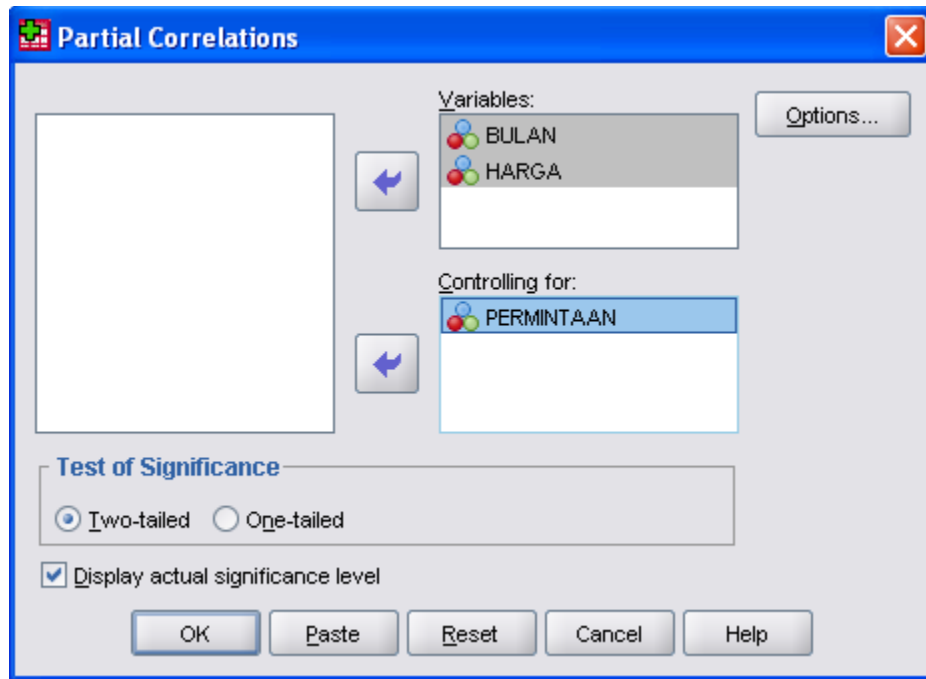 Partial Correlations
Variables:
Options...
BULAN
HARGA
Controlling for:
PERMINTAAN
Test of Significance
Two-tailed One-tailed
Display actual significance level
OK Paste Reset Cancel Help